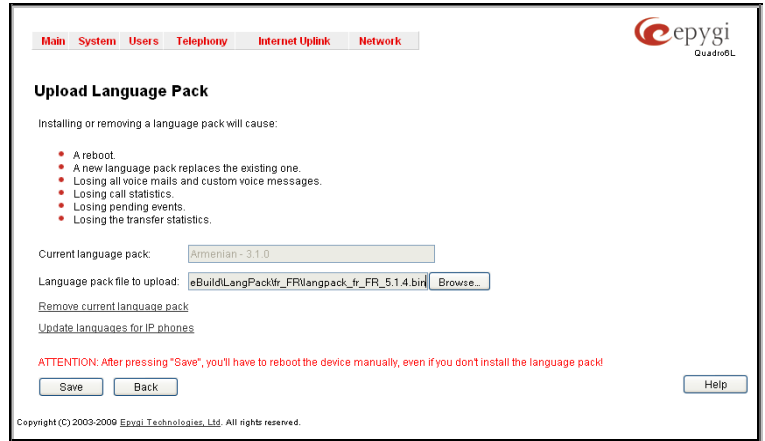 Main System Users Telephony Internet Uplink Network
epygi
Quadro6L
Upload Language Pack
Installing or removing a language pack will cause:
A reboot.
A new language pack replaces the existing one.
Losing all voice mails and custom voice messages.
Losing call statistics.
Losing pending events.
Losing the transfer statistics.
Current language pack: Armenian - 3.1.0
Language pack file to upload: eBuild\LangPack\fr_FR\langpack_fr_FR_5.1.4.bin Browse...
Remove current language pack
Update languages for IP phones
ATTENTION: After pressing "Save", you'll have to reboot the device manually, even if you don't install the language pack!
Save Back Help
Copyright (C) 2003-2009 Epygi Technologies, Ltd. All rights reserved.